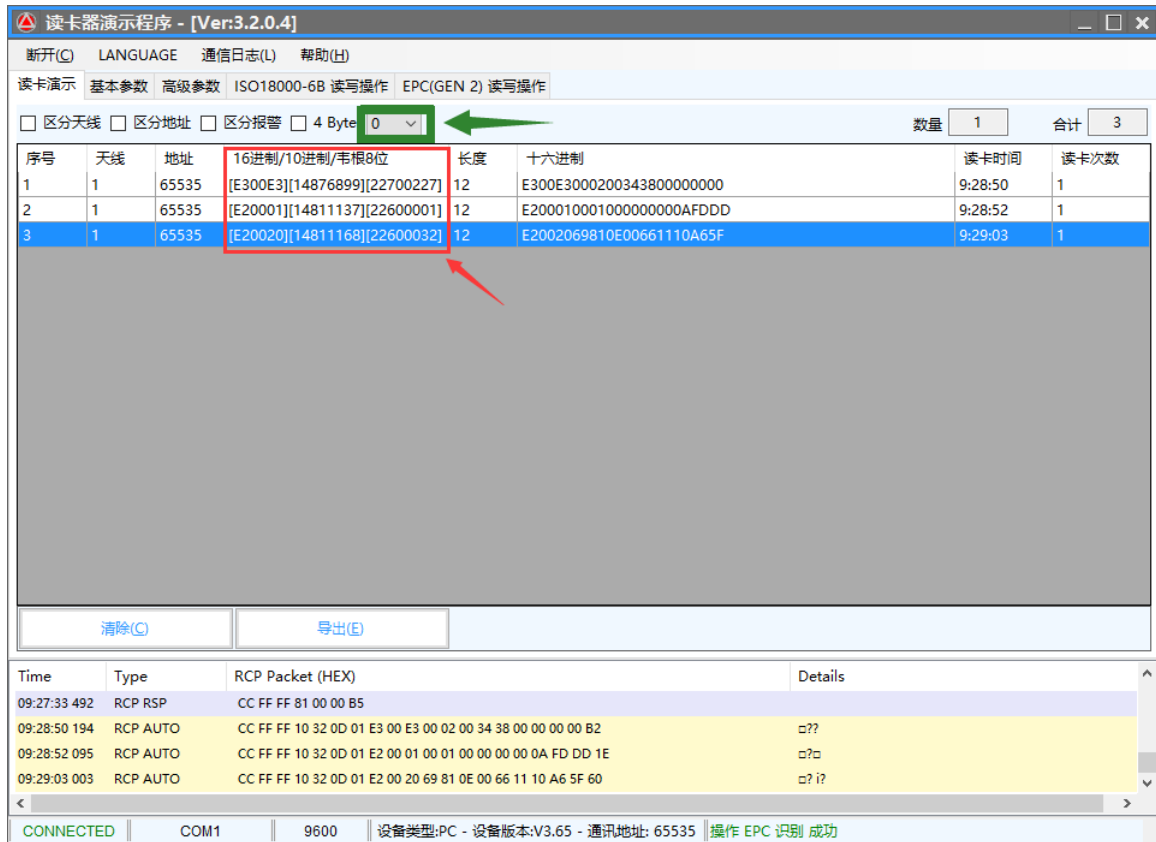 读卡器演示程序 - [Ver:3.2.0.4]
断开(C) LANGUAGE 通信日志(L) 帮助(H)
读卡演示 基本参数 高级参数 ISO18000-6B 读写操作 EPC(GEN 2) 读写操作
区分天线 区分地址 区分报警 4 Byte 0 数量 1 合计 3
序号 天线 地址 16进制/10进制/韦根8位 长度 十六进制 读卡时间 读卡次数
1 1 65535 [E300E3][14876899][22700227] 12 E300E3000200343800000000 9:28:50 1
2 1 65535 [E20001][14811137][22600001] 12 E200010001000000000AFDDD 9:28:52 1
3 1 65535 [E20020][14811168][22600032] 12 E2002069810E00661110A65F 9:29:03 1
清除(C) 导出(E)
Time Type RCP Packet (HEX) Details
09:27:33 492 RCP RSP CC FF FF 81 00 00 B5
09:28:50 194 RCP AUTO CC FF FF 10 32 0D 01 E3 00 E3 00 02 00 34 38 00 00 00 00 B2 □??
09:28:52 095 RCP AUTO CC FF FF 10 32 0D 01 E2 00 01 00 01 00 00 00 00 0A FD DD 1E □?□
09:29:03 003 RCP AUTO CC FF FF 10 32 0D 01 E2 00 20 69 81 0E 00 66 11 10 A6 5F 60 □? i?
CONNECTED COM1 9600 设备类型:PC - 设备版本:V3.65 - 通讯地址: 65535 操作 EPC 识别 成功